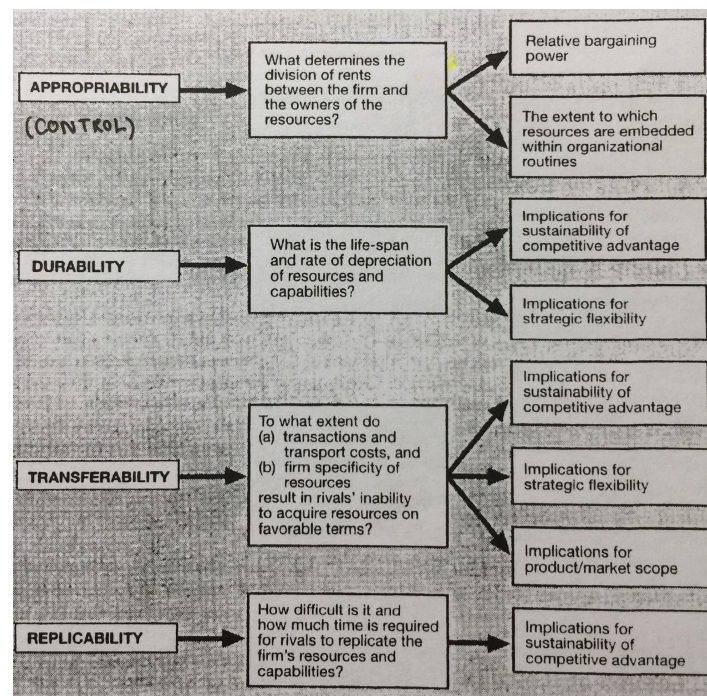 APPROPRIABILITY
(CONTROL)
What determines the
division of rents
between the firm and
the owners of the
resources?
Relative bargaining
power
The extent to which
resources are embedded
within organizational
routines
DURABILITY
What is the life-span
and rate of depreciation
of resources and
capabilities?
Implications for
sustainability of
competitive advantage
Implications for
strategic flexibility
TRANSFERABILITY
To what extent do
(a) transactions and
transport costs, and
(b) firm specificity of
resources
result in rivals' inability
to acquire resources on
favorable terms?
Implications for
sustainability of
competitive advantage
Implications for
strategic flexibility
Implications for
product/market scope
REPLICABILITY
How difficult is it and
how much time is required
for rivals to replicate the
firm's resources and
capabilities?
Implications for
sustainability of
competitive advantage